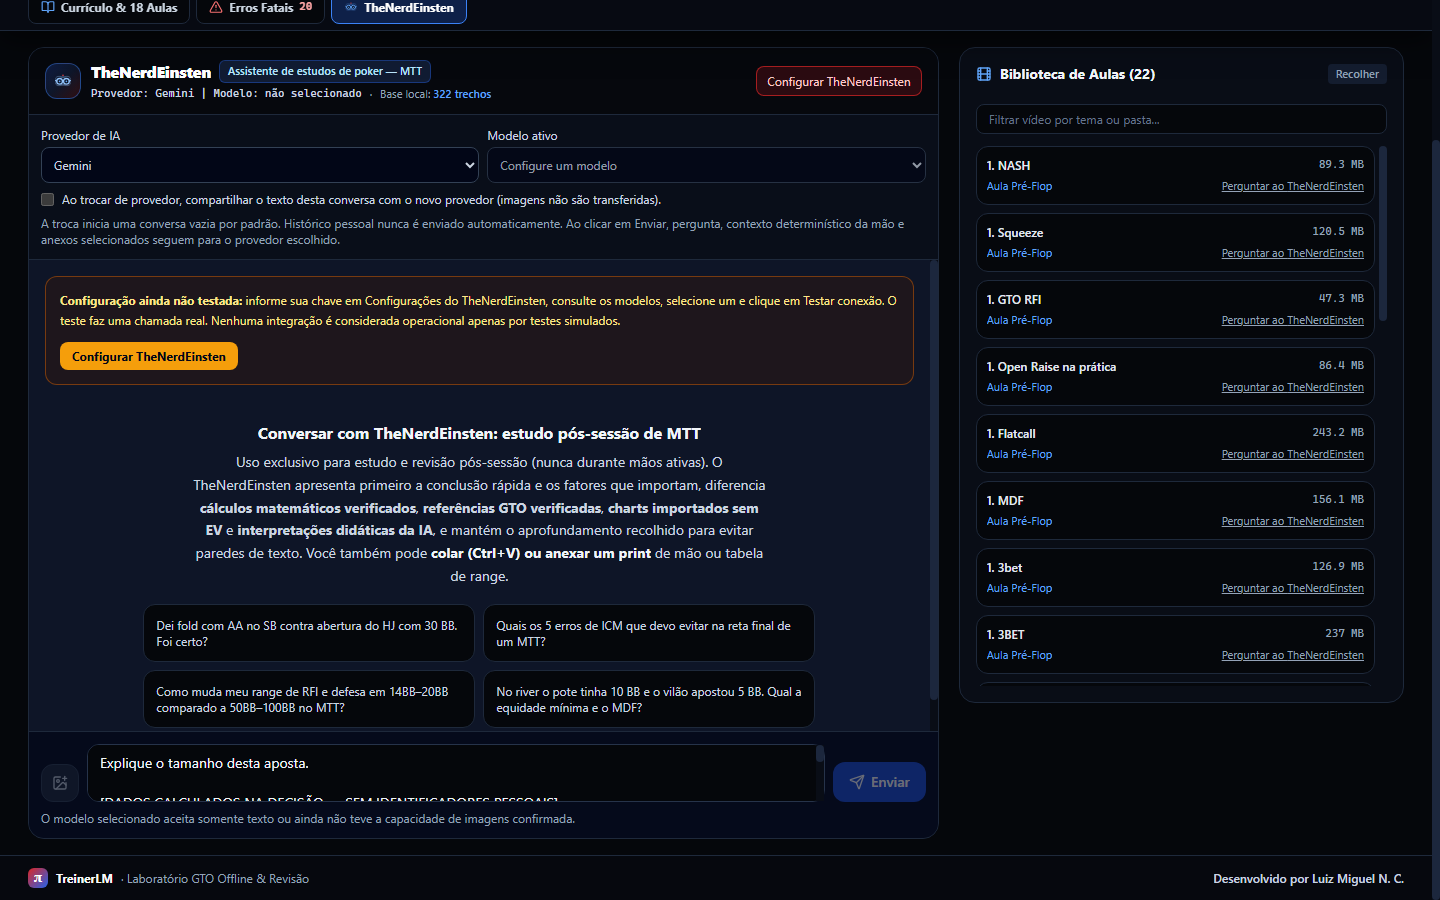 Currículo & 18 Aulas
Erros Fatais 20
TheNerdEinsten
TheNerdEinsten
Assistente de estudos de poker — MTT
Provedor: Gemini | Modelo: não selecionado · Base local: 322 trechos
Configurar TheNerdEinsten
Provedor de IA
Modelo ativo
Gemini
Configure um modelo
Ao trocar de provedor, compartilhar o texto desta conversa com o novo provedor (imagens não são transferidas).
A troca inicia uma conversa vazia por padrão. Histórico pessoal nunca é enviado automaticamente. Ao clicar em Enviar, pergunta, contexto determinístico da mão e
anexos selecionados seguem para o provedor escolhido.
Configuração ainda não testada: informe sua chave em Configurações do TheNerdEinsten, consulte os modelos, selecione um e clique em Testar conexão. O
teste faz uma chamada real. Nenhuma integração é considerada operacional apenas por testes simulados.
Configurar TheNerdEinsten
Conversar com TheNerdEinsten: estudo pós-sessão de MTT
Uso exclusivo para estudo e revisão pós-sessão (nunca durante mãos ativas). O
TheNerdEinsten apresenta primeiro a conclusão rápida e os fatores que importam, diferencia
cálculos matemáticos verificados, referências GTO verificadas, charts importados sem
EV e interpretações didáticas da IA, e mantém o aprofundamento recolhido para evitar
paredes de texto. Você também pode colar (Ctrl+V) ou anexar um print de mão ou tabela
de range.
Dei fold com AA no SB contra abertura do HJ com 30 BB.
Foi certo?
Quais os 5 erros de ICM que devo evitar na reta final de
um MTT?
Como muda meu range de RFI e defesa em 14BB–20BB
comparado a 50BB–100BB no MTT?
No river o pote tinha 10 BB e o vilão apostou 5 BB. Qual a
equidade mínima e o MDF?
Explique o tamanho desta aposta.
[DADOS CALCULADOS NA DECISÃO — SEM IDENTIFICADORES PESSOAIS]
Enviar
O modelo selecionado aceita somente texto ou ainda não teve a capacidade de imagens confirmada.
Biblioteca de Aulas (22)
Recolher
Filtrar vídeo por tema ou pasta...
1. NASH
89.3 MB
Aula Pré-Flop
Perguntar ao TheNerdEinsten
1. Squeeze
120.5 MB
Aula Pré-Flop
Perguntar ao TheNerdEinsten
1. GTO RFI
47.3 MB
Aula Pré-Flop
Perguntar ao TheNerdEinsten
1. Open Raise na prática
86.4 MB
Aula Pré-Flop
Perguntar ao TheNerdEinsten
1. Flatcall
243.2 MB
Aula Pré-Flop
Perguntar ao TheNerdEinsten
1. MDF
156.1 MB
Aula Pré-Flop
Perguntar ao TheNerdEinsten
1. 3bet
126.9 MB
Aula Pré-Flop
Perguntar ao TheNerdEinsten
1. 3BET
237 MB
Aula Pré-Flop
Perguntar ao TheNerdEinsten
π TreinerLM · Laboratório GTO Offline & Revisão
Desenvolvido por Luiz Miguel N. C.